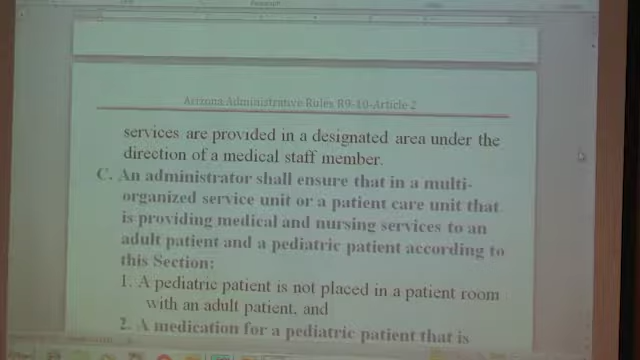 Arizona Administrative Rules R9-10-Article 2
services are provided in a designated area under the
direction of a medical staff member.
C. An administrator shall ensure that in a multi-
organized service unit or a patient care unit that
is providing medical and nursing services to an
adult patient and a pediatric patient according to
this Section:
1. A pediatric patient is not placed in a patient room
with an adult patient, and
2. A medication for a pediatric patient that is